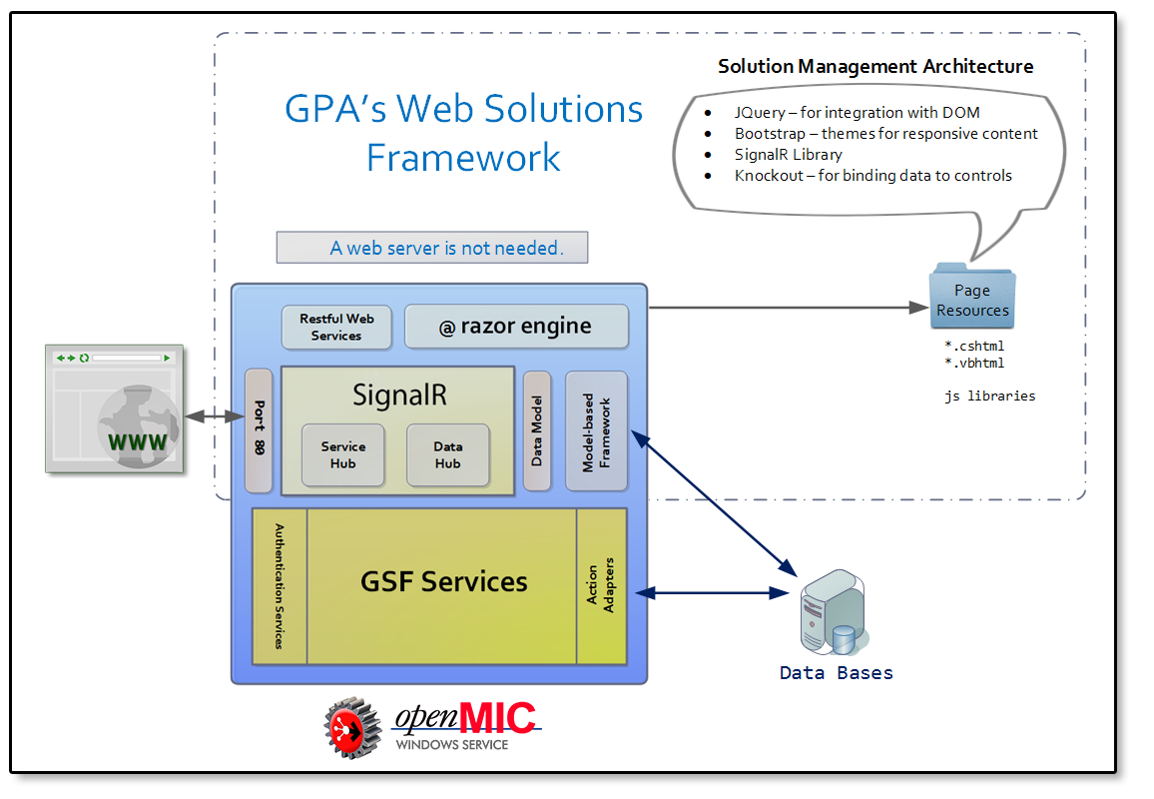 Solution Management Architecture
GPA's Web Solutions
Framework
• JQuery – for integration with DOM
• Bootstrap – themes for responsive content
• SignalR Library
• Knockout – for binding data to controls
A web server is not needed.
Page
Resources
*.cshtml
*.vbhtml
js libraries
Restful Web
Services
@ razor engine
WWW
Port 80
SignalR
Service
Hub
Data
Hub
Data Model
Model-based
Framework
Authentication Services
GSF Services
Action
Adapters
Data Bases
openMIC
WINDOWS SERVICE